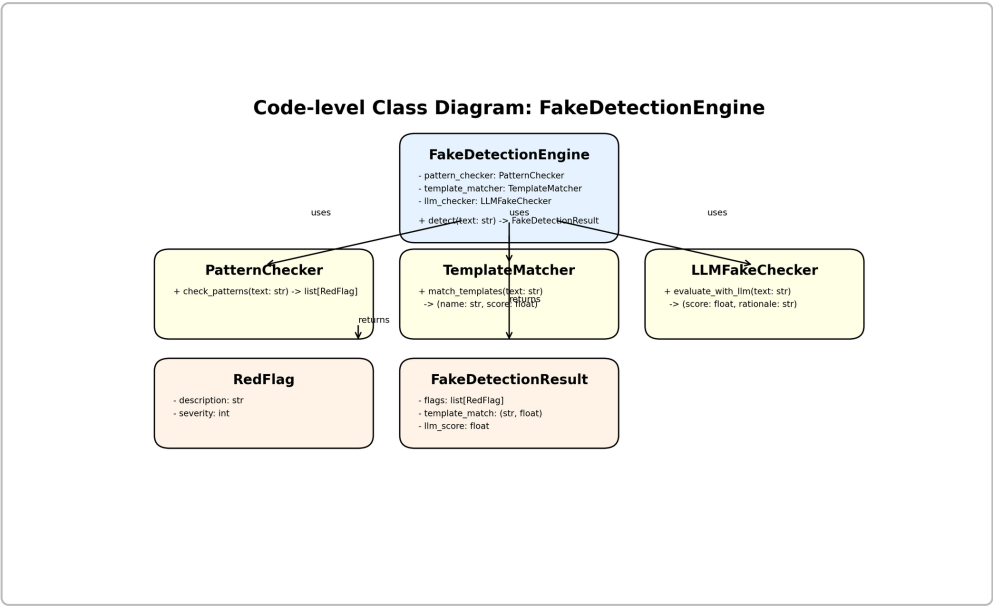 Code-level Class Diagram: FakeDetectionEngine
FakeDetectionEngine
- pattern_checker: PatternChecker
- template_matcher: TemplateMatcher
- llm_checker: LLMFakeChecker
+ detect(text: str) -> FakeDetectionResult
uses
uses
uses
PatternChecker
+ check_patterns(text: str) -> list[RedFlag]
returns
TemplateMatcher
+ match_templates(text: str)
-> (name: str, score: float)
returns
LLMFakeChecker
+ evaluate_with_llm(text: str)
-> (score: float, rationale: str)
RedFlag
- description: str
- severity: int
FakeDetectionResult
- flags: list[RedFlag]
- template_match: (str, float)
- llm_score: float